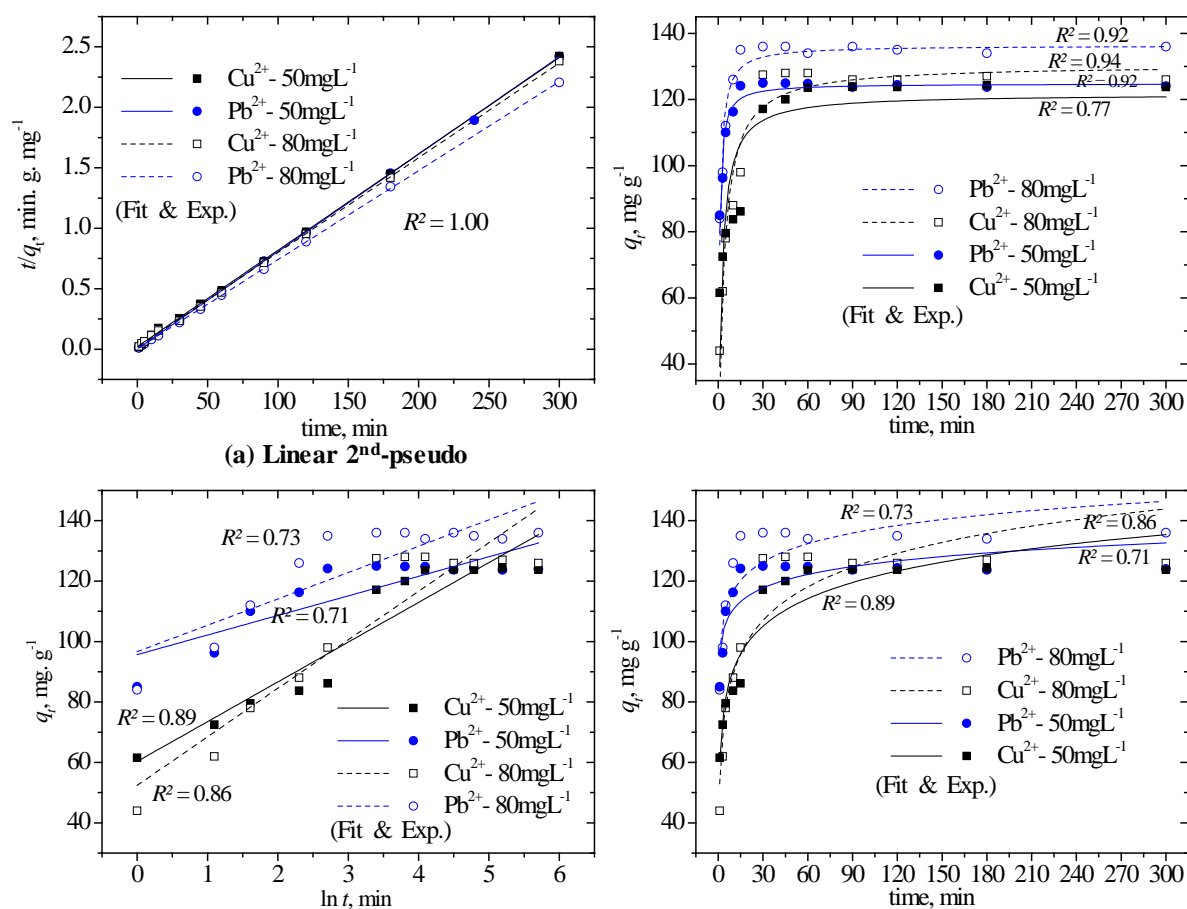 2.5
2.0
1.5
1.0
0.5
0.0
t/qt, min. g. mg-1
Cu2+- 50mgL-1
Pb2+- 50mgL-1
Cu2+- 80mgL-1
Pb2+- 80mgL-1
(Fit & Exp.)
R² = 1.00
0 50 100 150 200 250 300
time, min
(a) Linear 2nd-pseudo
140
120
100
80
60
40
qt, mg g-1
R² = 0.92
R² = 0.94
R² = 0.92
R² = 0.77
Pb2+- 80mgL-1
Cu2+- 80mgL-1
Pb2+- 50mgL-1
Cu2+- 50mgL-1
(Fit & Exp.)
0 30 60 90 120 150 180 210 240 270 300
time, min
140
120
100
80
60
40
qt, mg. g-1
R² = 0.73
R² = 0.71
R² = 0.89
R² = 0.86
Cu2+- 50mgL-1
Pb2+- 50mgL-1
Cu2+- 80mgL-1
Pb2+- 80mgL-1
(Fit & Exp.)
0 1 2 3 4 5 6
ln t, min
140
120
100
80
60
40
qt, mg g-1
R² = 0.73
R² = 0.86
R² = 0.71
R² = 0.89
Pb2+- 80mgL-1
Cu2+- 80mgL-1
Pb2+- 50mgL-1
Cu2+- 50mgL-1
(Fit & Exp.)
0 30 60 90 120 150 180 210 240 270 300
time, min